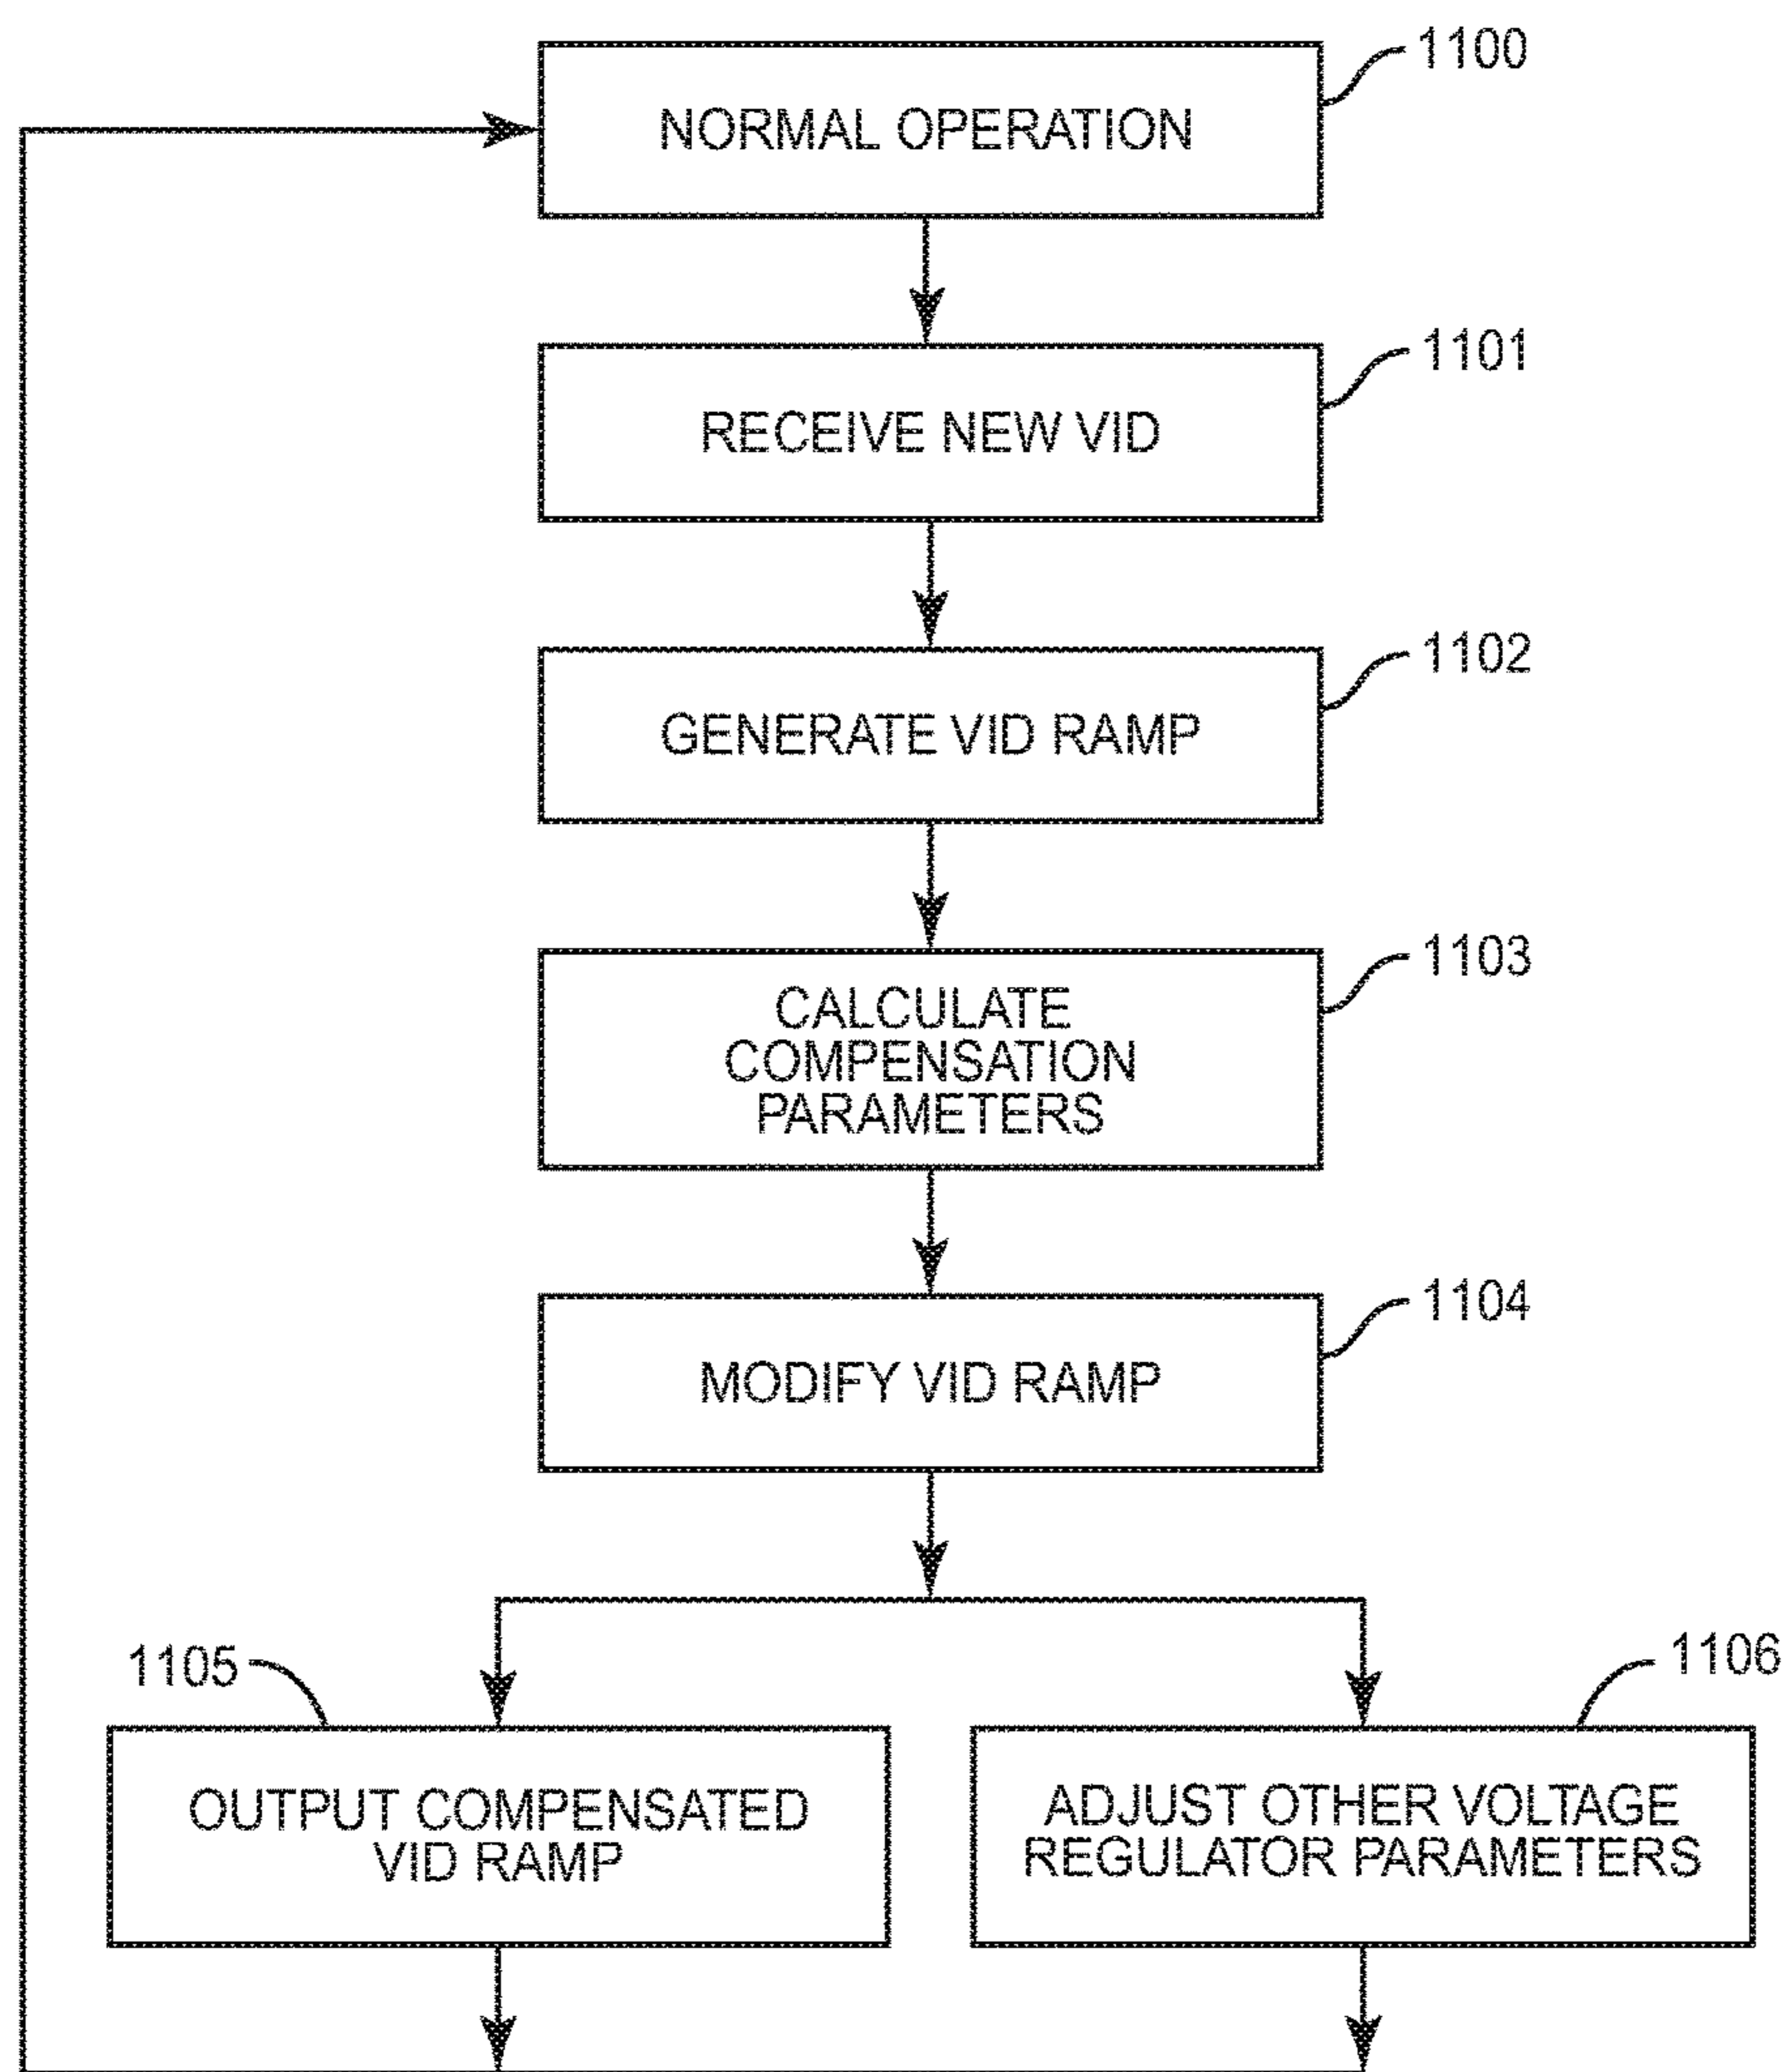 1100
NORMAL OPERATION
1101
RECEIVE NEW VID
1102
GENERATE VID RAMP
1103
CALCULATE
COMPENSATION
PARAMETERS
1104
MODIFY VID RAMP
1105
OUTPUT COMPENSATED
VID RAMP
1106
ADJUST OTHER VOLTAGE
REGULATOR PARAMETERS